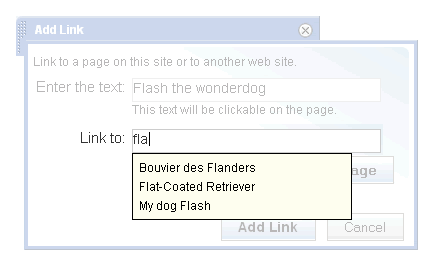 Add Link
Link to a page on this site or to another web site.
Enter the text: Flash the wonderdog
This text will be clickable on the page.
Link to: fla
Bouvier des Flanders
Flat-Coated Retriever
My dog Flash
age
Add Link Cancel